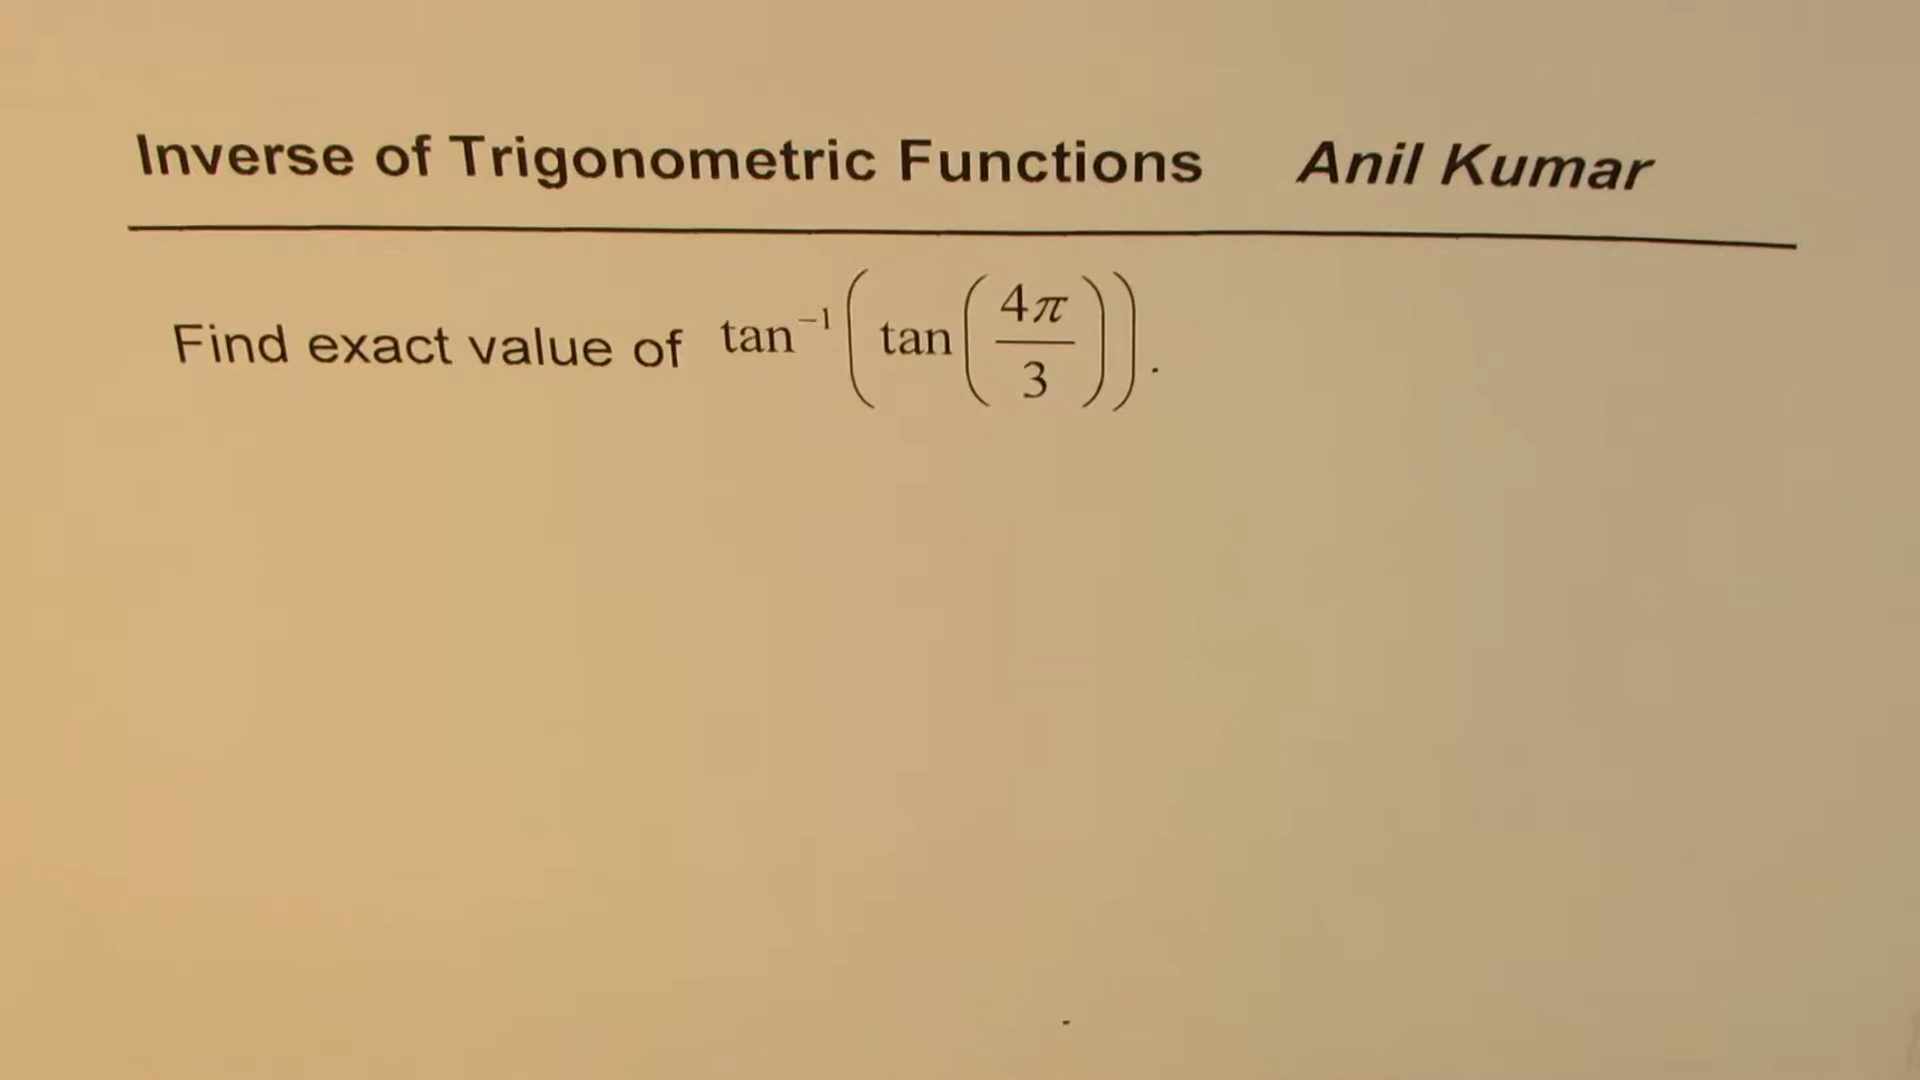 Inverse of Trigonometric Functions Anil Kumar
Find exact value of tan⁻¹(tan(4π/3)).